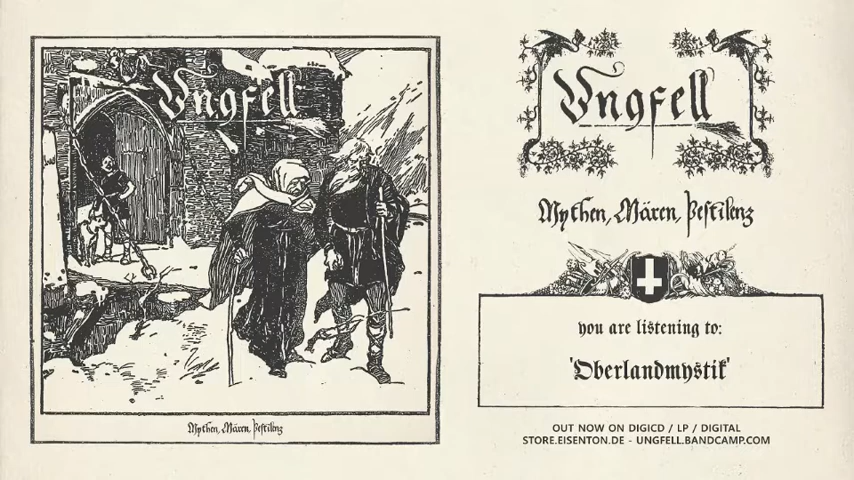 Ungfell
Mythen, Mären, Pestilenz
Ungfell
Mythen, Mären, Pestilenz
you are listening to:
'Oberlandmystik'
OUT NOW ON DIGICD / LP / DIGITAL
STORE.EISENTON.DE - UNGFELL.BANDCAMP.COM